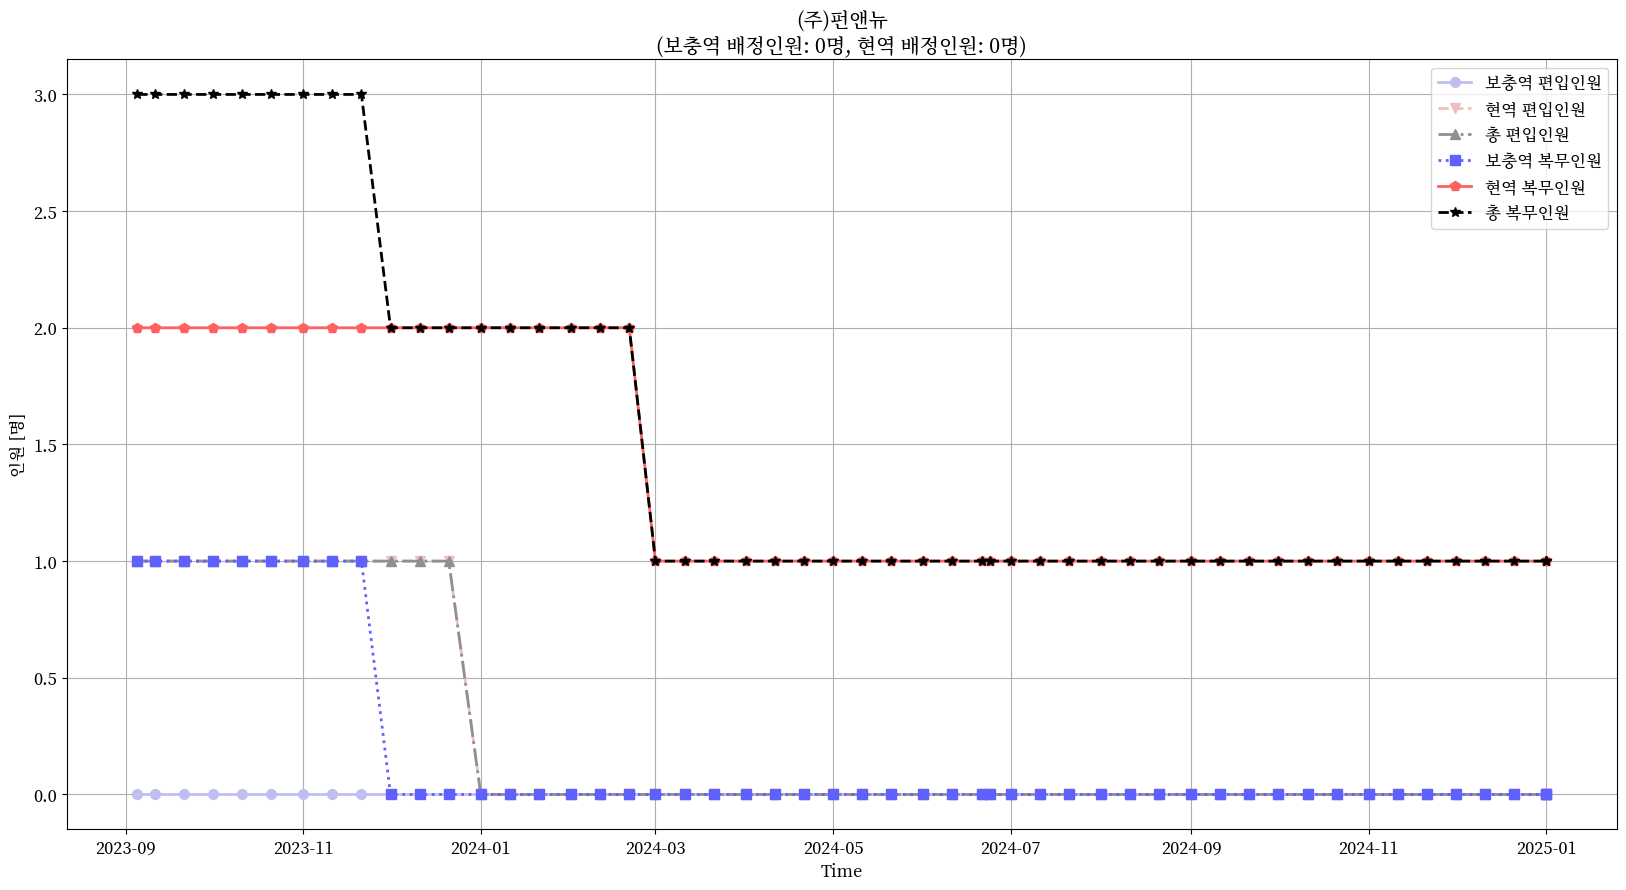 (주)펀앤뉴
(보충역 배정인원: 0명, 현역 배정인원: 0명)
보충역 편입인원
현역 편입인원
총 편입인원
보충역 복무인원
현역 복무인원
총 복무인원
인원 [명]
3.0
2.5
2.0
1.5
1.0
0.5
0.0
2023-09 2023-11 2024-01 2024-03 2024-05 2024-07 2024-09 2024-11 2025-01
Time